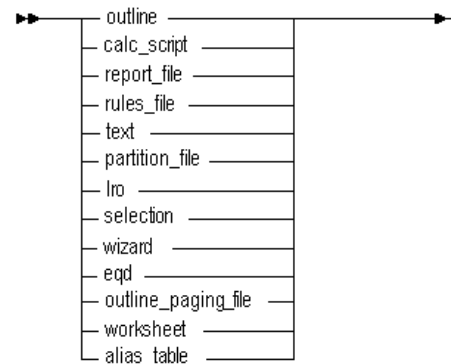 outline
calc_script
report_file
rules_file
text
partition_file
lro
selection
wizard
eqd
outline_paging_file
worksheet
alias_table